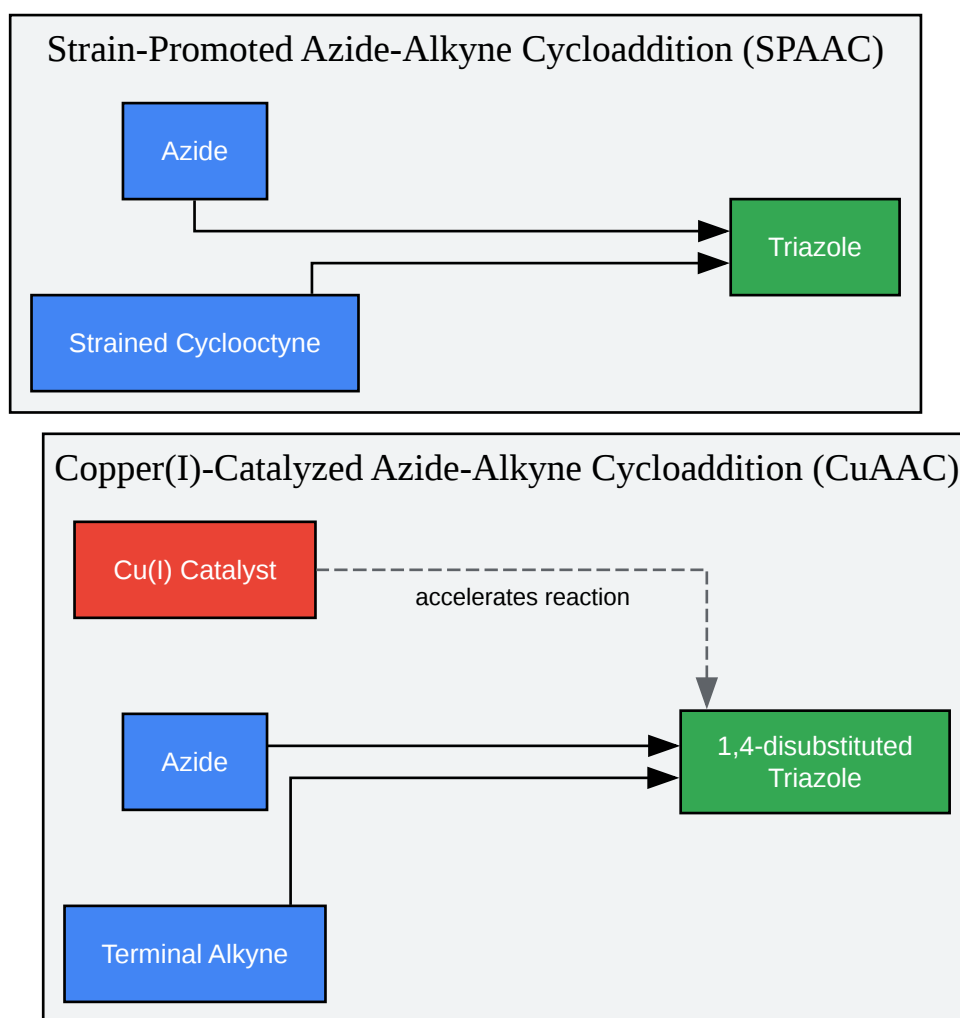 Strain-Promoted Azide-Alkyne Cycloaddition (SPAAC)
Azide
Triazole
Strained Cyclooctyne
Copper(I)-Catalyzed Azide-Alkyne Cycloaddition (CuAAC)
Cu(I) Catalyst
accelerates reaction
Azide
1,4-disubstituted
Triazole
Terminal Alkyne